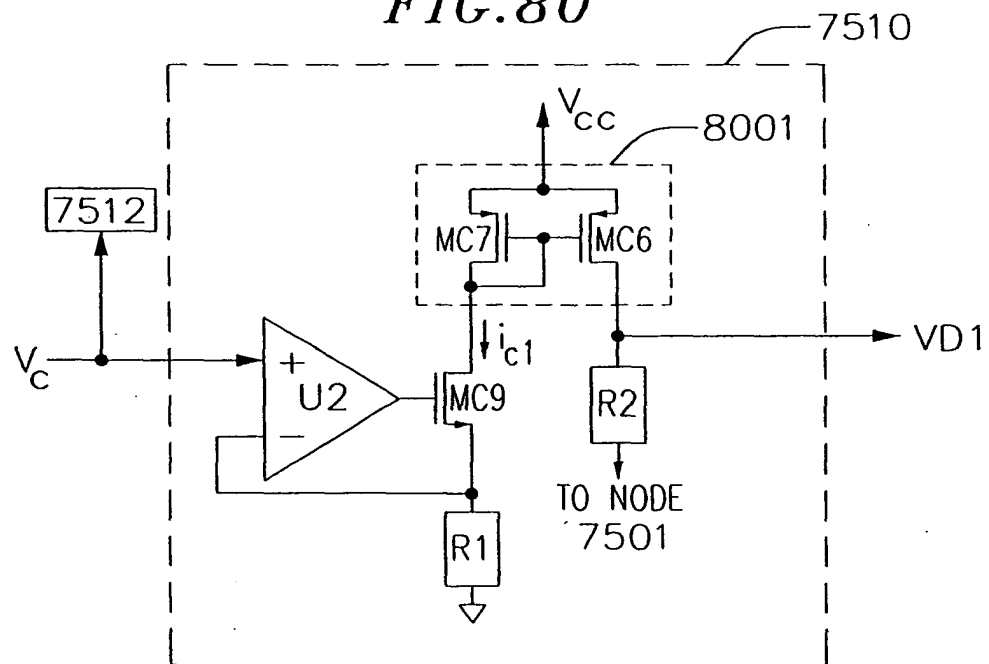 FIG.80
7510
Vcc
8001
7512
MC7
MC6
ic1
Vc
+
U2
MC9
VD1
R2
−
TO NODE
7501
R1